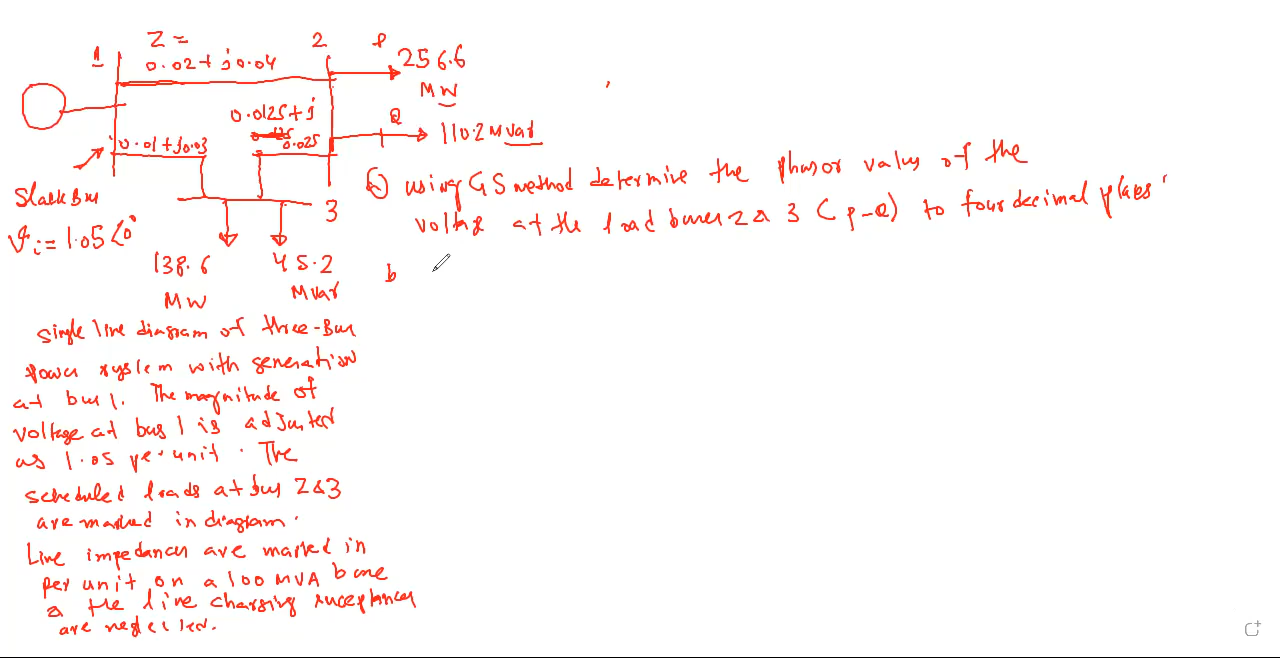 1
Z =
0.02 + j0.04
2
P
256.6
MW
0.0125 + j
0.025
Q
110.2 Mvar
0.01 + j0.03
Slack Bus
V₁ = 1.05∠0°
3
138.6
MW
45.2
Mvar
a) using GS method determine the phasor value of the
voltage at the load buses 2 & 3 (P-Q) to four decimal places.
b
Single line diagram of three-Bus
power system with generation
at bus 1. The magnitude of
voltage at bus 1 is adjusted
as 1.05 per unit. The
scheduled loads at bus 2 & 3
are marked in diagram.
Line impedances are marked in
per unit on a 100 MVA base
& the line charging susceptances
are neglected.